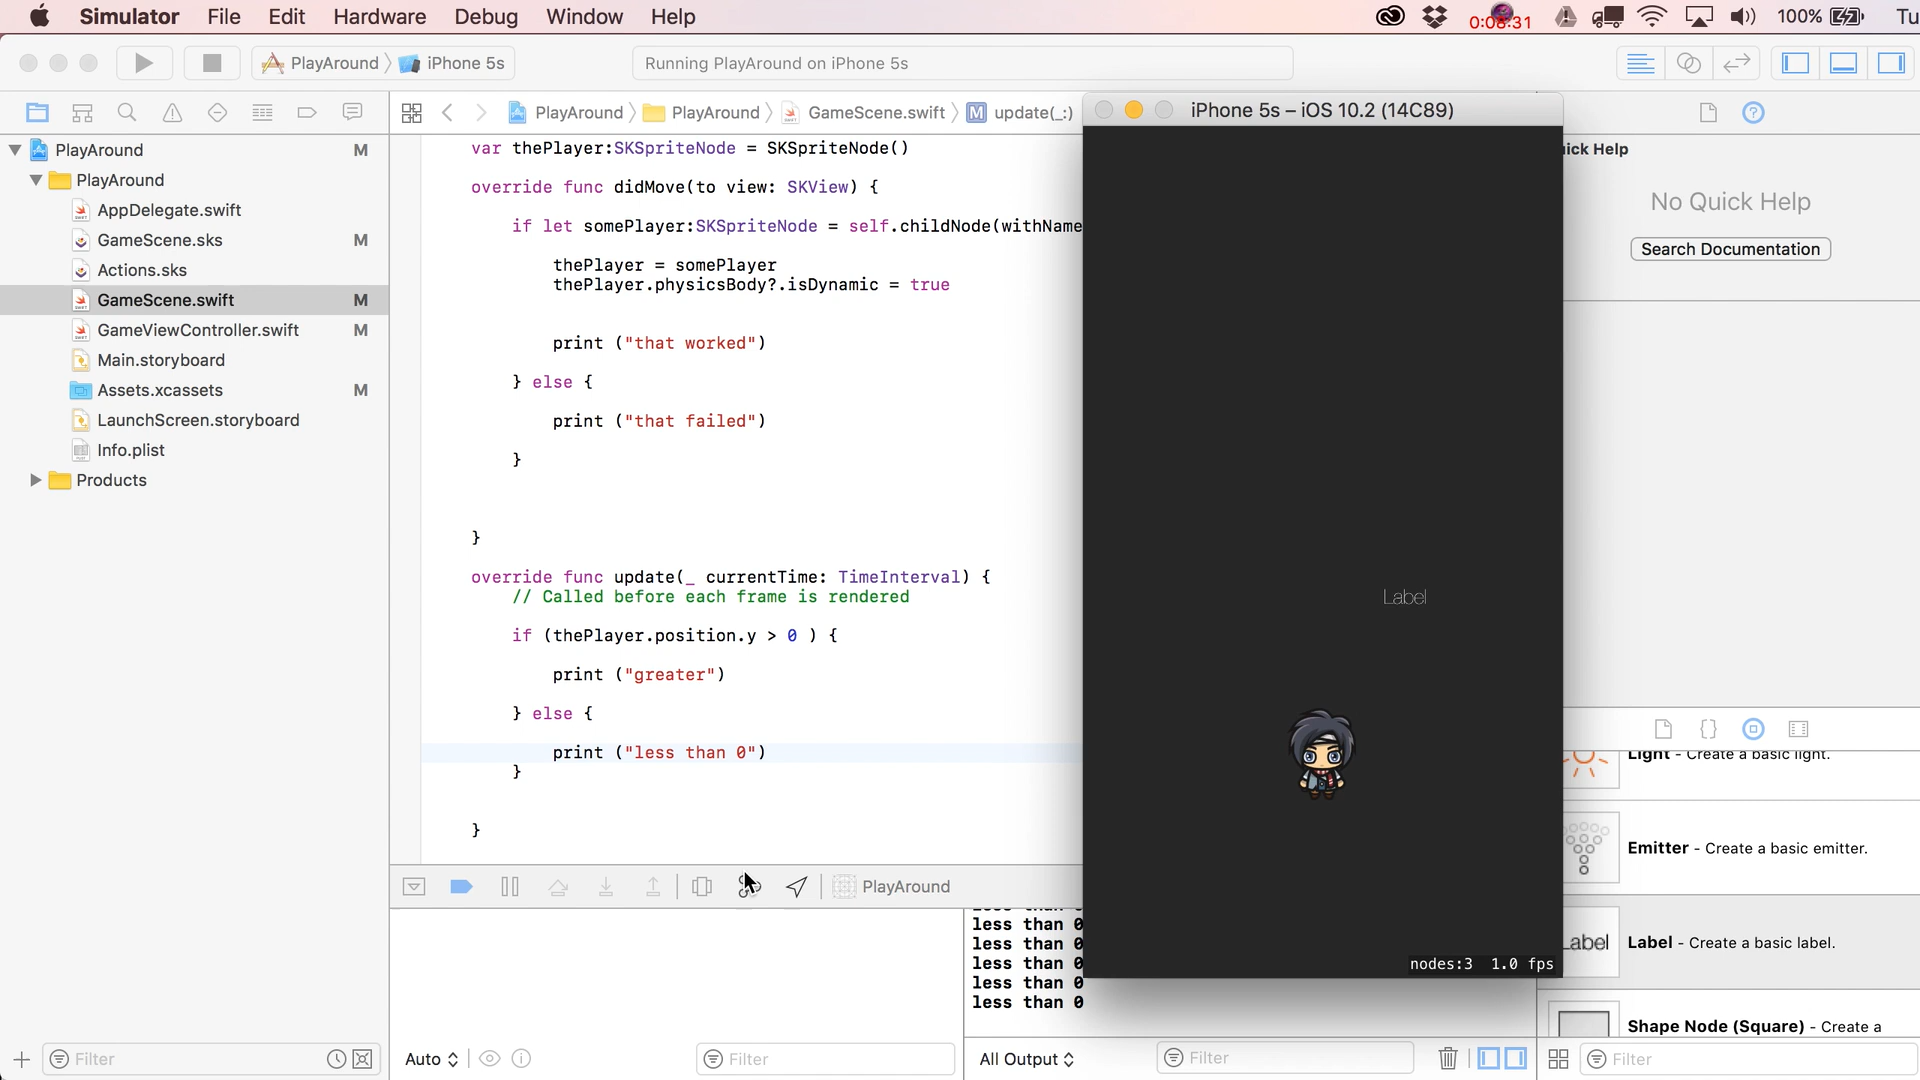 Simulator File Edit Hardware Debug Window Help 0:08:31 100% Tu
PlayAround iPhone 5s Running PlayAround on iPhone 5s
PlayAround PlayAround GameScene.swift M update(_:)
iPhone 5s – iOS 10.2 (14C89)
PlayAround M
PlayAround
AppDelegate.swift
GameScene.sks M
Actions.sks
GameScene.swift M
GameViewController.swift M
Main.storyboard
Assets.xcassets M
LaunchScreen.storyboard
Info.plist
Products
Filter
var thePlayer:SKSpriteNode = SKSpriteNode()
override func didMove(to view: SKView) {
if let somePlayer:SKSpriteNode = self.childNode(withName
thePlayer = somePlayer
thePlayer.physicsBody?.isDynamic = true
print ("that worked")
} else {
print ("that failed")
}
}
override func update(_ currentTime: TimeInterval) {
// Called before each frame is rendered
if (thePlayer.position.y > 0 ) {
print ("greater")
} else {
print ("less than 0")
}
}
PlayAround
less than 0
less than 0
less than 0
less than 0
less than 0
Auto Filter
All Output Filter
Label
nodes:3 1.0 fps
ick Help
No Quick Help
Search Documentation
{}
Light - Create a basic light.
Emitter - Create a basic emitter.
Label
Label - Create a basic label.
Shape Node (Square) - Create a
Filter